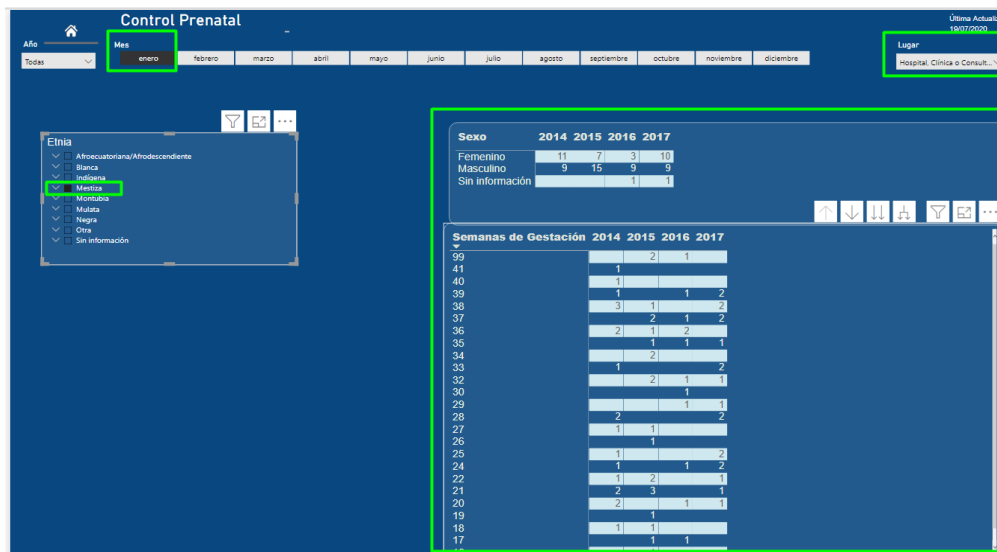 Control Prenatal
Última Actualiz
19/07/2020
Año
Todas
Mes
enero febrero marzo abril mayo junio julio agosto septiembre octubre noviembre diciembre
Lugar
Hospital, Clínica o Consult...
Etnia
Afroecuatoriana/Afrodescendiente
Blanca
Indígena
Mestiza
Montubia
Mulata
Negra
Otra
Sin información
Sexo 2014 2015 2016 2017
Femenino 11 7 3 10
Masculino 9 15 9 9
Sin información 1 1
Semanas de Gestación 2014 2015 2016 2017
99 2 1
41 1
40 1
39 1 1 2
38 3 1 2
37 2 1 2
36 2 1 2
35 1 1 1
34 2
33 1 2
32 2 1 1
30 1
29 1 1
28 2 2
27 1 1
26 1
25 1 2
24 1 1 2
22 1 2 1
21 2 3 1
20 2 1 1
19 1
18 1 1
17 1 1